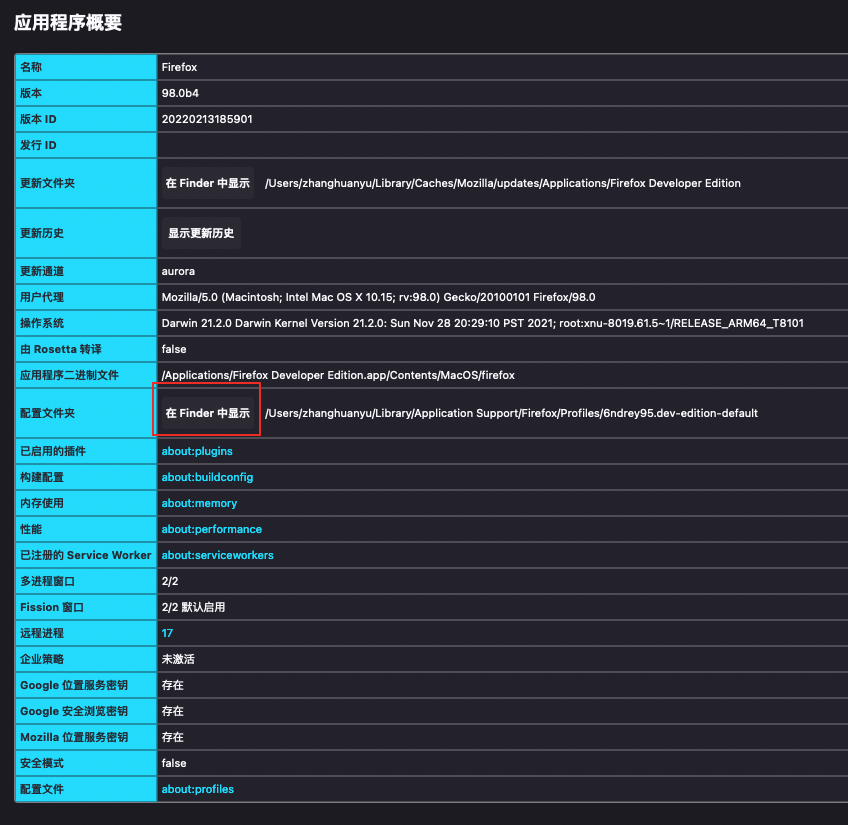 应用程序概要
名称 Firefox
版本 98.0b4
版本 ID 20220213185901
发行 ID
更新文件夹 在 Finder 中显示 /Users/zhanghuanyu/Library/Caches/Mozilla/updates/Applications/Firefox Developer Edition
更新历史 显示更新历史
更新通道 aurora
用户代理 Mozilla/5.0 (Macintosh; Intel Mac OS X 10.15; rv:98.0) Gecko/20100101 Firefox/98.0
操作系统 Darwin 21.2.0 Darwin Kernel Version 21.2.0: Sun Nov 28 20:29:10 PST 2021; root:xnu-8019.61.5~1/RELEASE_ARM64_T8101
由 Rosetta 转译 false
应用程序二进制文件 /Applications/Firefox Developer Edition.app/Contents/MacOS/firefox
配置文件夹 在 Finder 中显示 /Users/zhanghuanyu/Library/Application Support/Firefox/Profiles/6ndrey95.dev-edition-default
已启用的插件 about:plugins
构建配置 about:buildconfig
内存使用 about:memory
性能 about:performance
已注册的 Service Worker about:serviceworkers
多进程窗口 2/2
Fission 窗口 2/2 默认启用
远程进程 17
企业策略 未激活
Google 位置服务密钥 存在
Google 安全浏览密钥 存在
Mozilla 位置服务密钥 存在
安全模式 false
配置文件 about:profiles